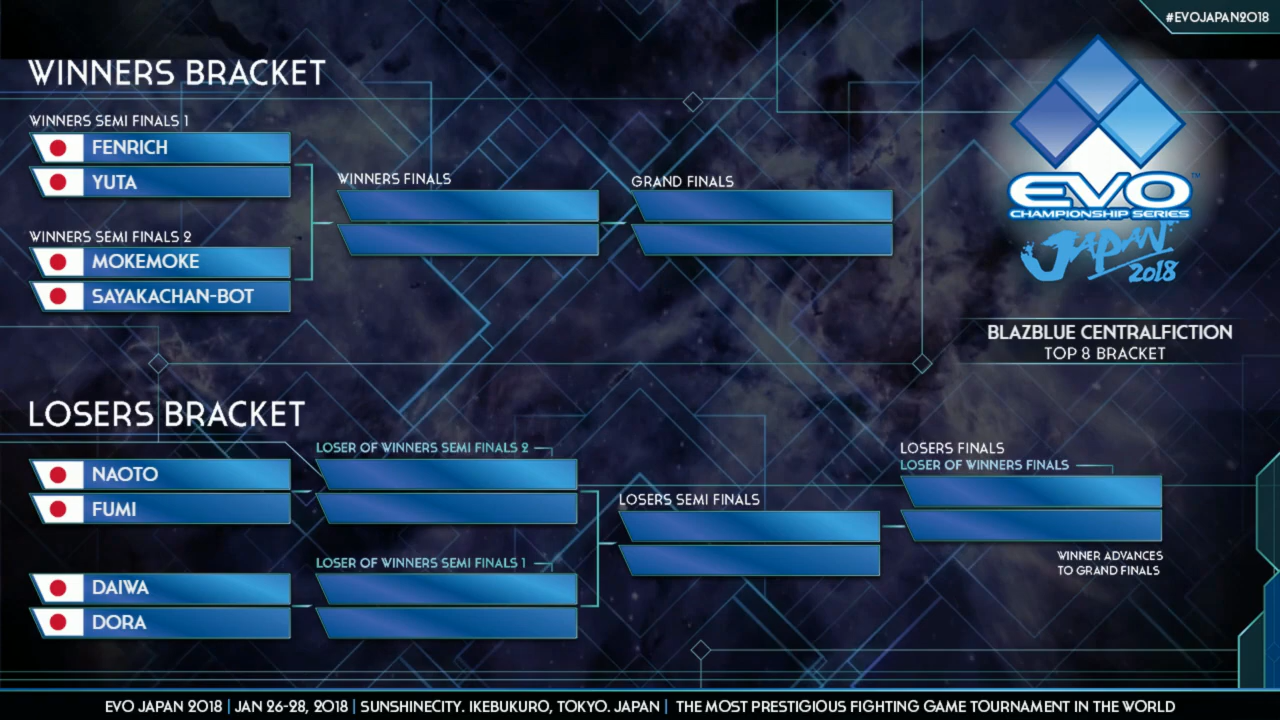 #EVOJAPAN2018
WINNERS BRACKET
WINNERS SEMI FINALS 1
FENRICH
YUTA
WINNERS SEMI FINALS 2
MOKEMOKE
SAYAKACHAN-BOT
WINNERS FINALS
GRAND FINALS
EVO
TM
CHAMPIONSHIP SERIES
JAPAN
2018
BLAZBLUE CENTRALFICTION
TOP 8 BRACKET
LOSERS BRACKET
NAOTO
FUMI
DAIWA
DORA
LOSER OF WINNERS SEMI FINALS 2
LOSER OF WINNERS SEMI FINALS 1
LOSERS SEMI FINALS
LOSERS FINALS
LOSER OF WINNERS FINALS
WINNER ADVANCES
TO GRAND FINALS
EVO JAPAN 2018 | JAN 26-28, 2018 | SUNSHINECITY. IKEBUKURO, TOKYO. JAPAN | THE MOST PRESTIGIOUS FIGHTING GAME TOURNAMENT IN THE WORLD